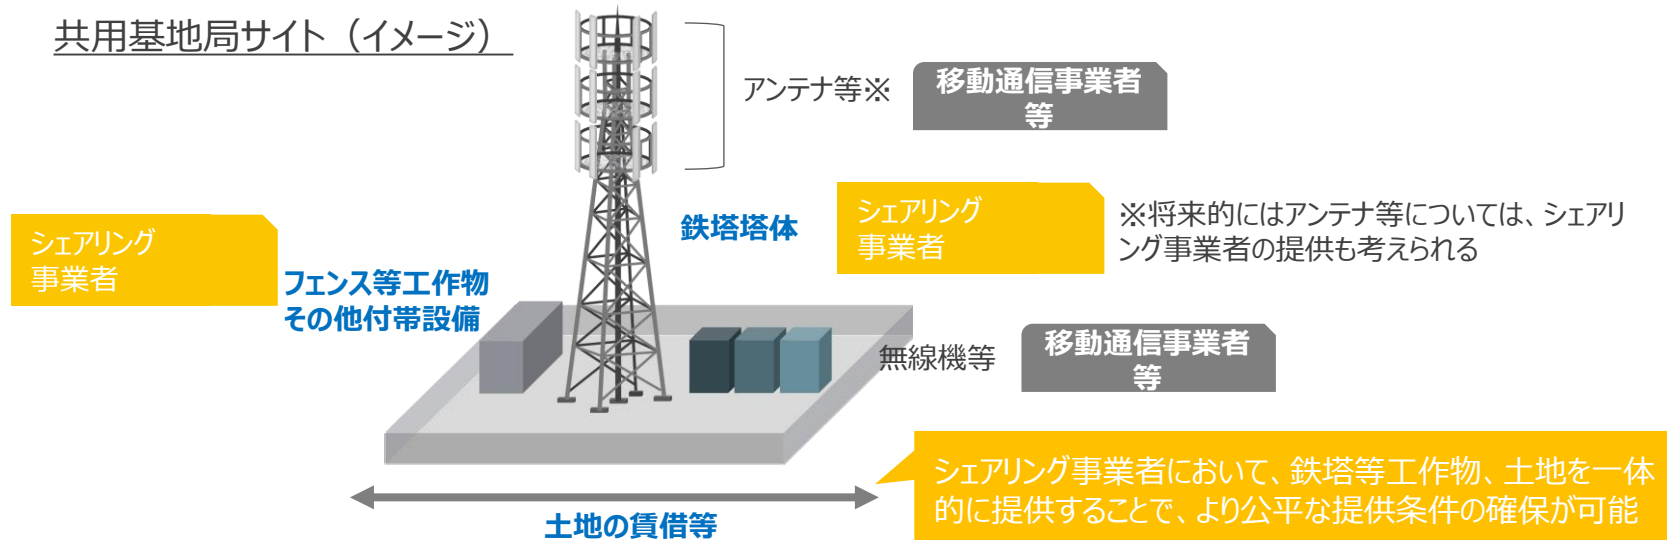 共用基地局サイト（イメージ）
アンテナ等※
移動通信事業者
等
シェアリング
事業者
フェンス等工作物
その他付帯設備
鉄塔塔体
シェアリング
事業者
※将来的にはアンテナ等については、シェアリ
ング事業者の提供も考えられる
無線機等
移動通信事業者
等
シェアリング事業者において、鉄塔等工作物、土地を一体
的に提供することで、より公平な提供条件の確保が可能
土地の賃借等